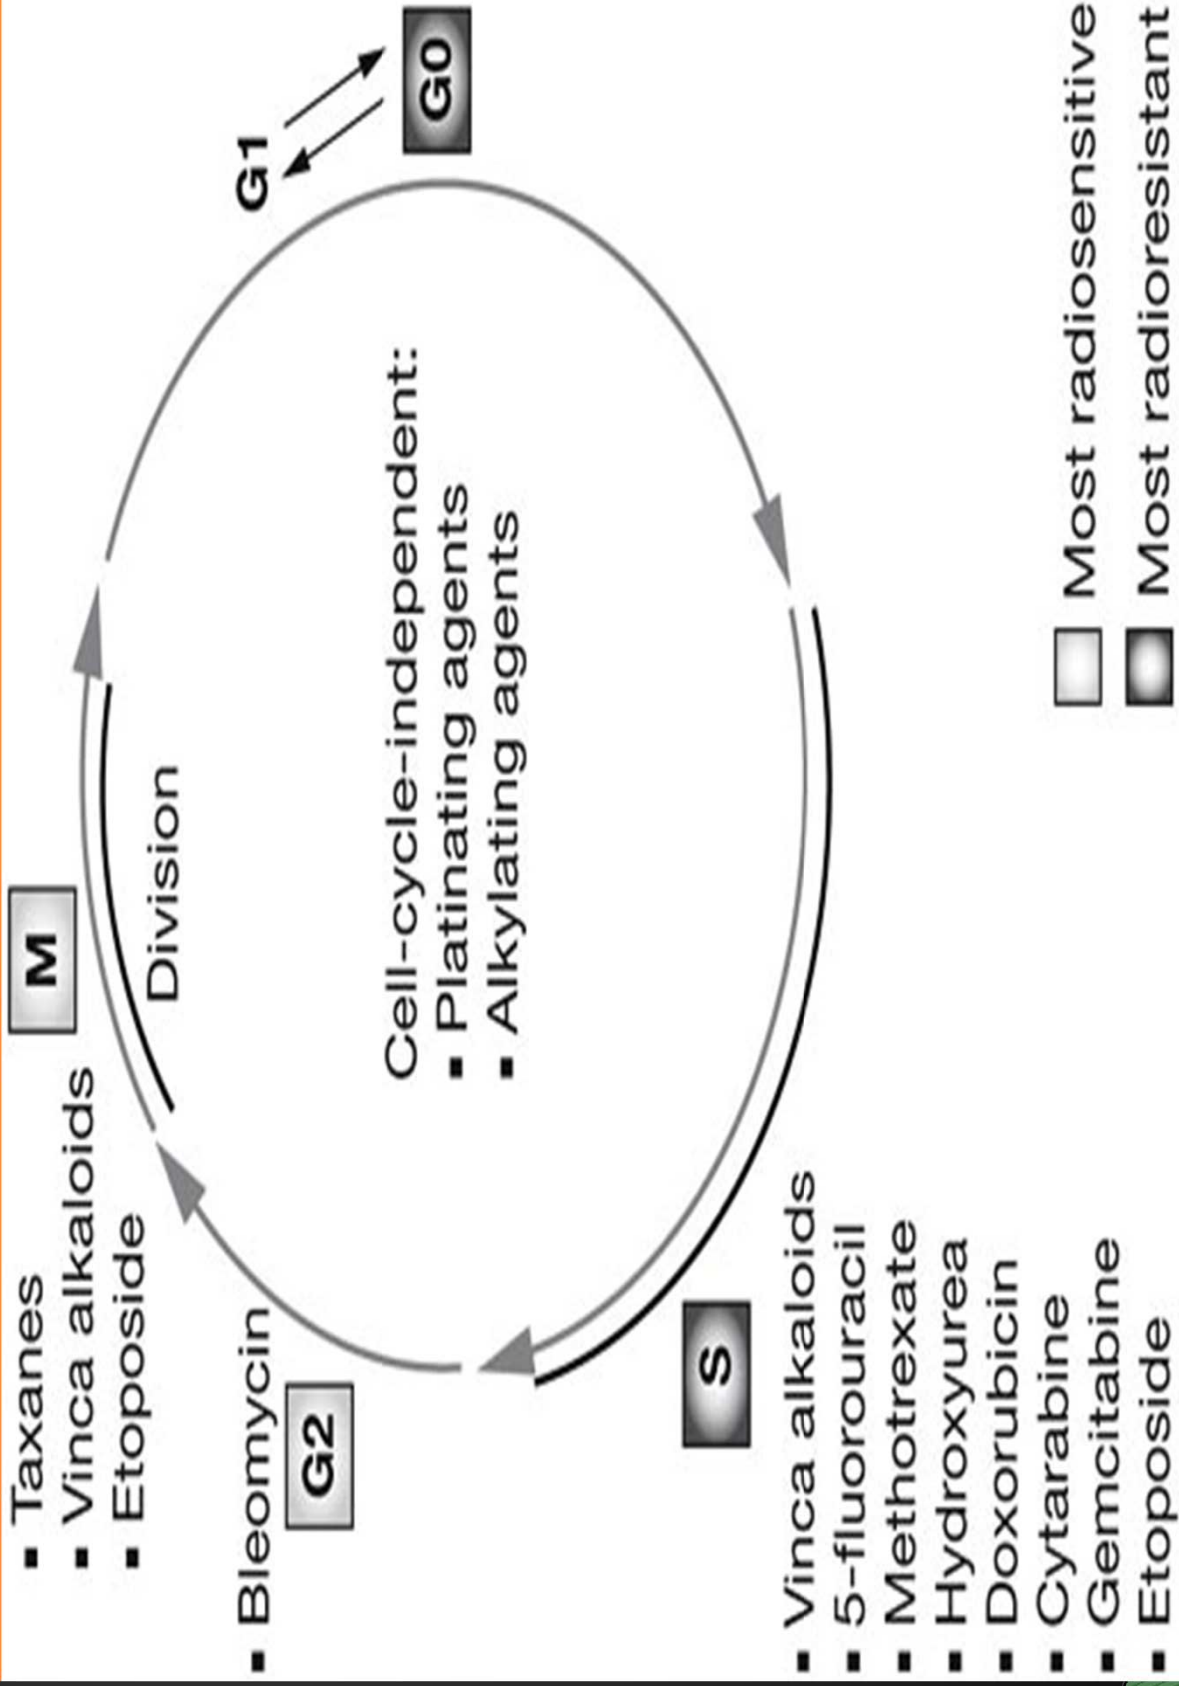 ▪ Taxanes
▪ Vinca alkaloids
▪ Etoposide
M
Division
▪ Bleomycin
G2
G1
G0
Cell-cycle-independent:
▪ Platinating agents
▪ Alkylating agents
S
▪ Vinca alkaloids
▪ 5-fluorouracil
▪ Methotrexate
▪ Hydroxyurea
▪ Doxorubicin
▪ Cytarabine
▪ Gemcitabine
▪ Etoposide
Most radiosensitive
Most radioresistant